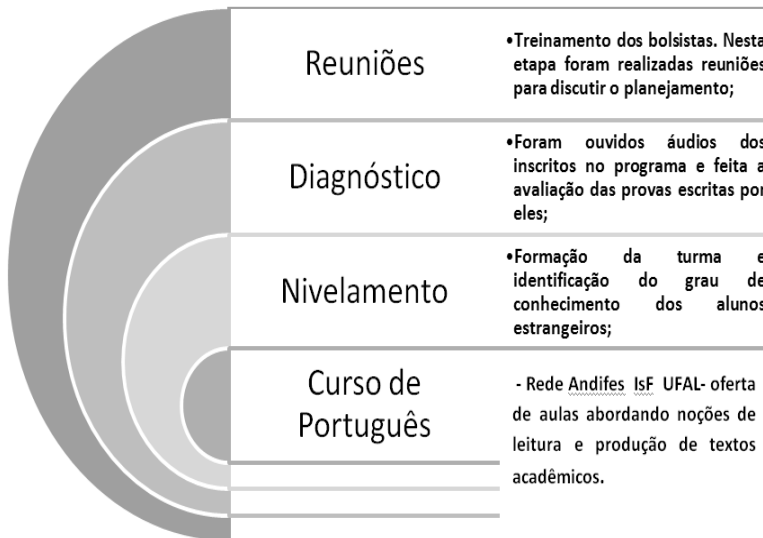 Reuniões
•Treinamento dos bolsistas. Nesta
etapa foram realizadas reuniões
para discutir o planejamento;
Diagnóstico
•Foram ouvidos áudios dos
inscritos no programa e feita a
avaliação das provas escritas por
eles;
Nivelamento
•Formação da turma e
identificação do grau de
conhecimento dos alunos
estrangeiros;
Curso de
Português
- Rede Andifes IsF UFAL- oferta
de aulas abordando noções de
leitura e produção de textos
acadêmicos.